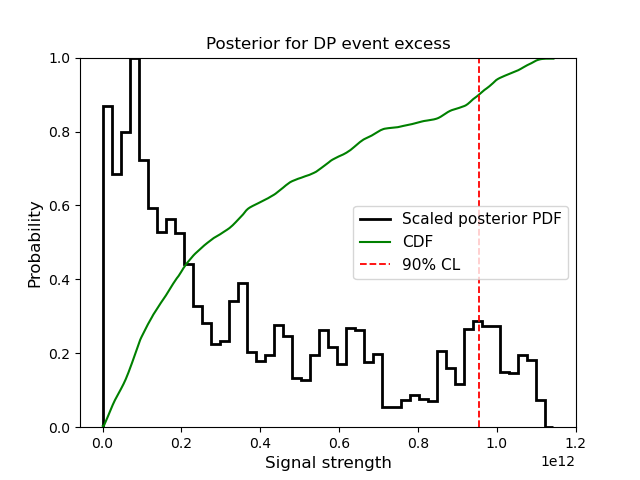 Posterior for DP event excess
Probability
1.0
0.8
0.6
0.4
0.2
0.0
Scaled posterior PDF
CDF
90% CL
0.0 0.2 0.4 0.6 0.8 1.0 1.2
1e12
Signal strength